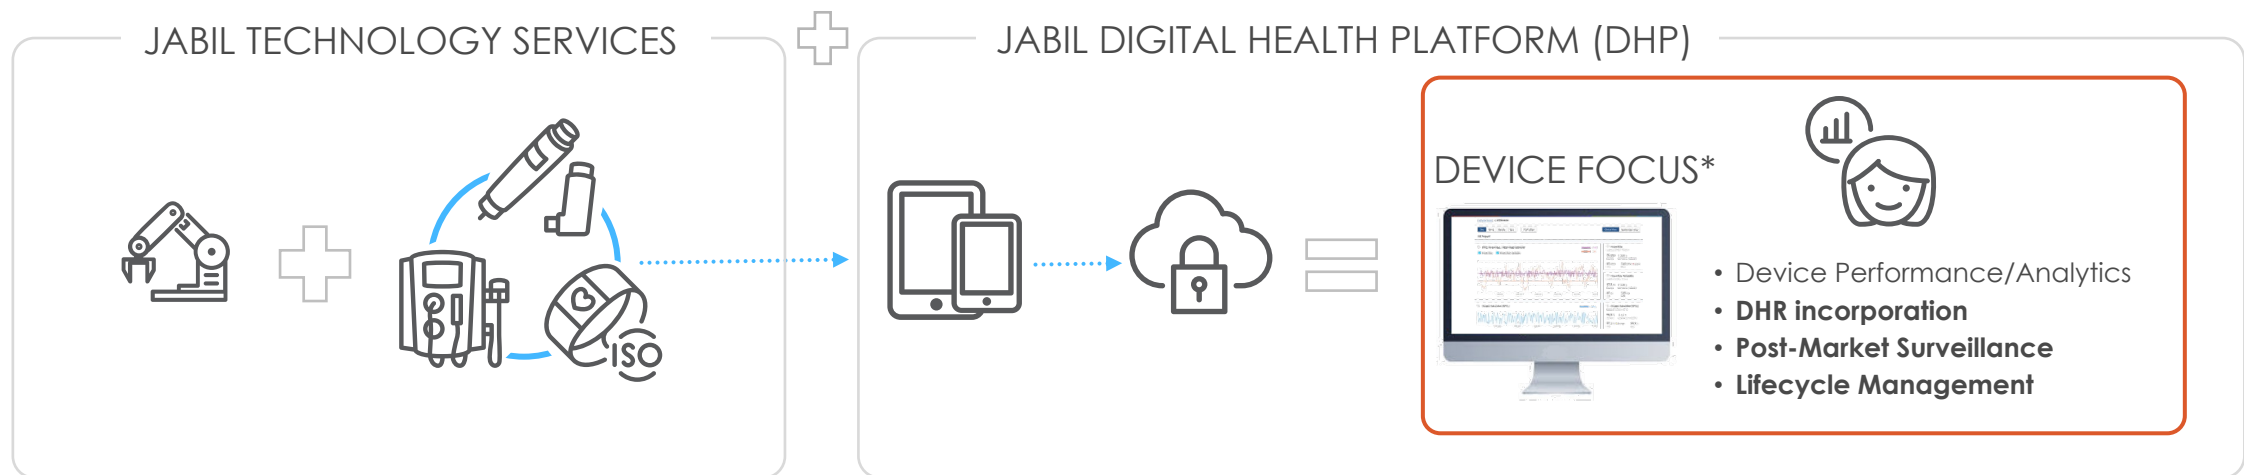 JABIL TECHNOLOGY SERVICES
JABIL DIGITAL HEALTH PLATFORM (DHP)
ISO
DEVICE FOCUS*
• Device Performance/Analytics
• DHR incorporation
• Post-Market Surveillance
• Lifecycle Management